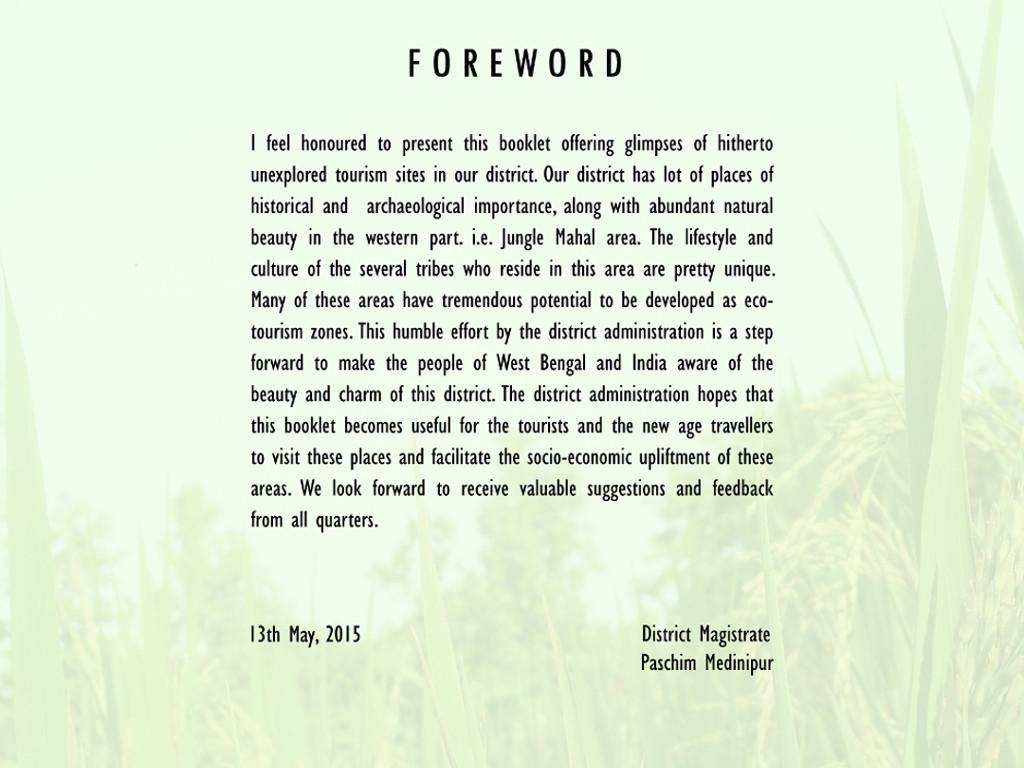 FOREWORD
I feel honoured to present this booklet offering glimpses of hitherto
unexplored tourism sites in our district. Our district has lot of places of
historical and archaeological importance, along with abundant natural
beauty in the western part. i.e. Jungle Mahal area. The lifestyle and
culture of the several tribes who reside in this area are pretty unique.
Many of these areas have tremendous potential to be developed as eco-
tourism zones. This humble effort by the district administration is a step
forward to make the people of West Bengal and India aware of the
beauty and charm of this district. The district administration hopes that
this booklet becomes useful for the tourists and the new age travellers
to visit these places and facilitate the socio-economic upliftment of these
areas. We look forward to receive valuable suggestions and feedback
from all quarters.
13th May, 2015
District Magistrate
Paschim Medinipur